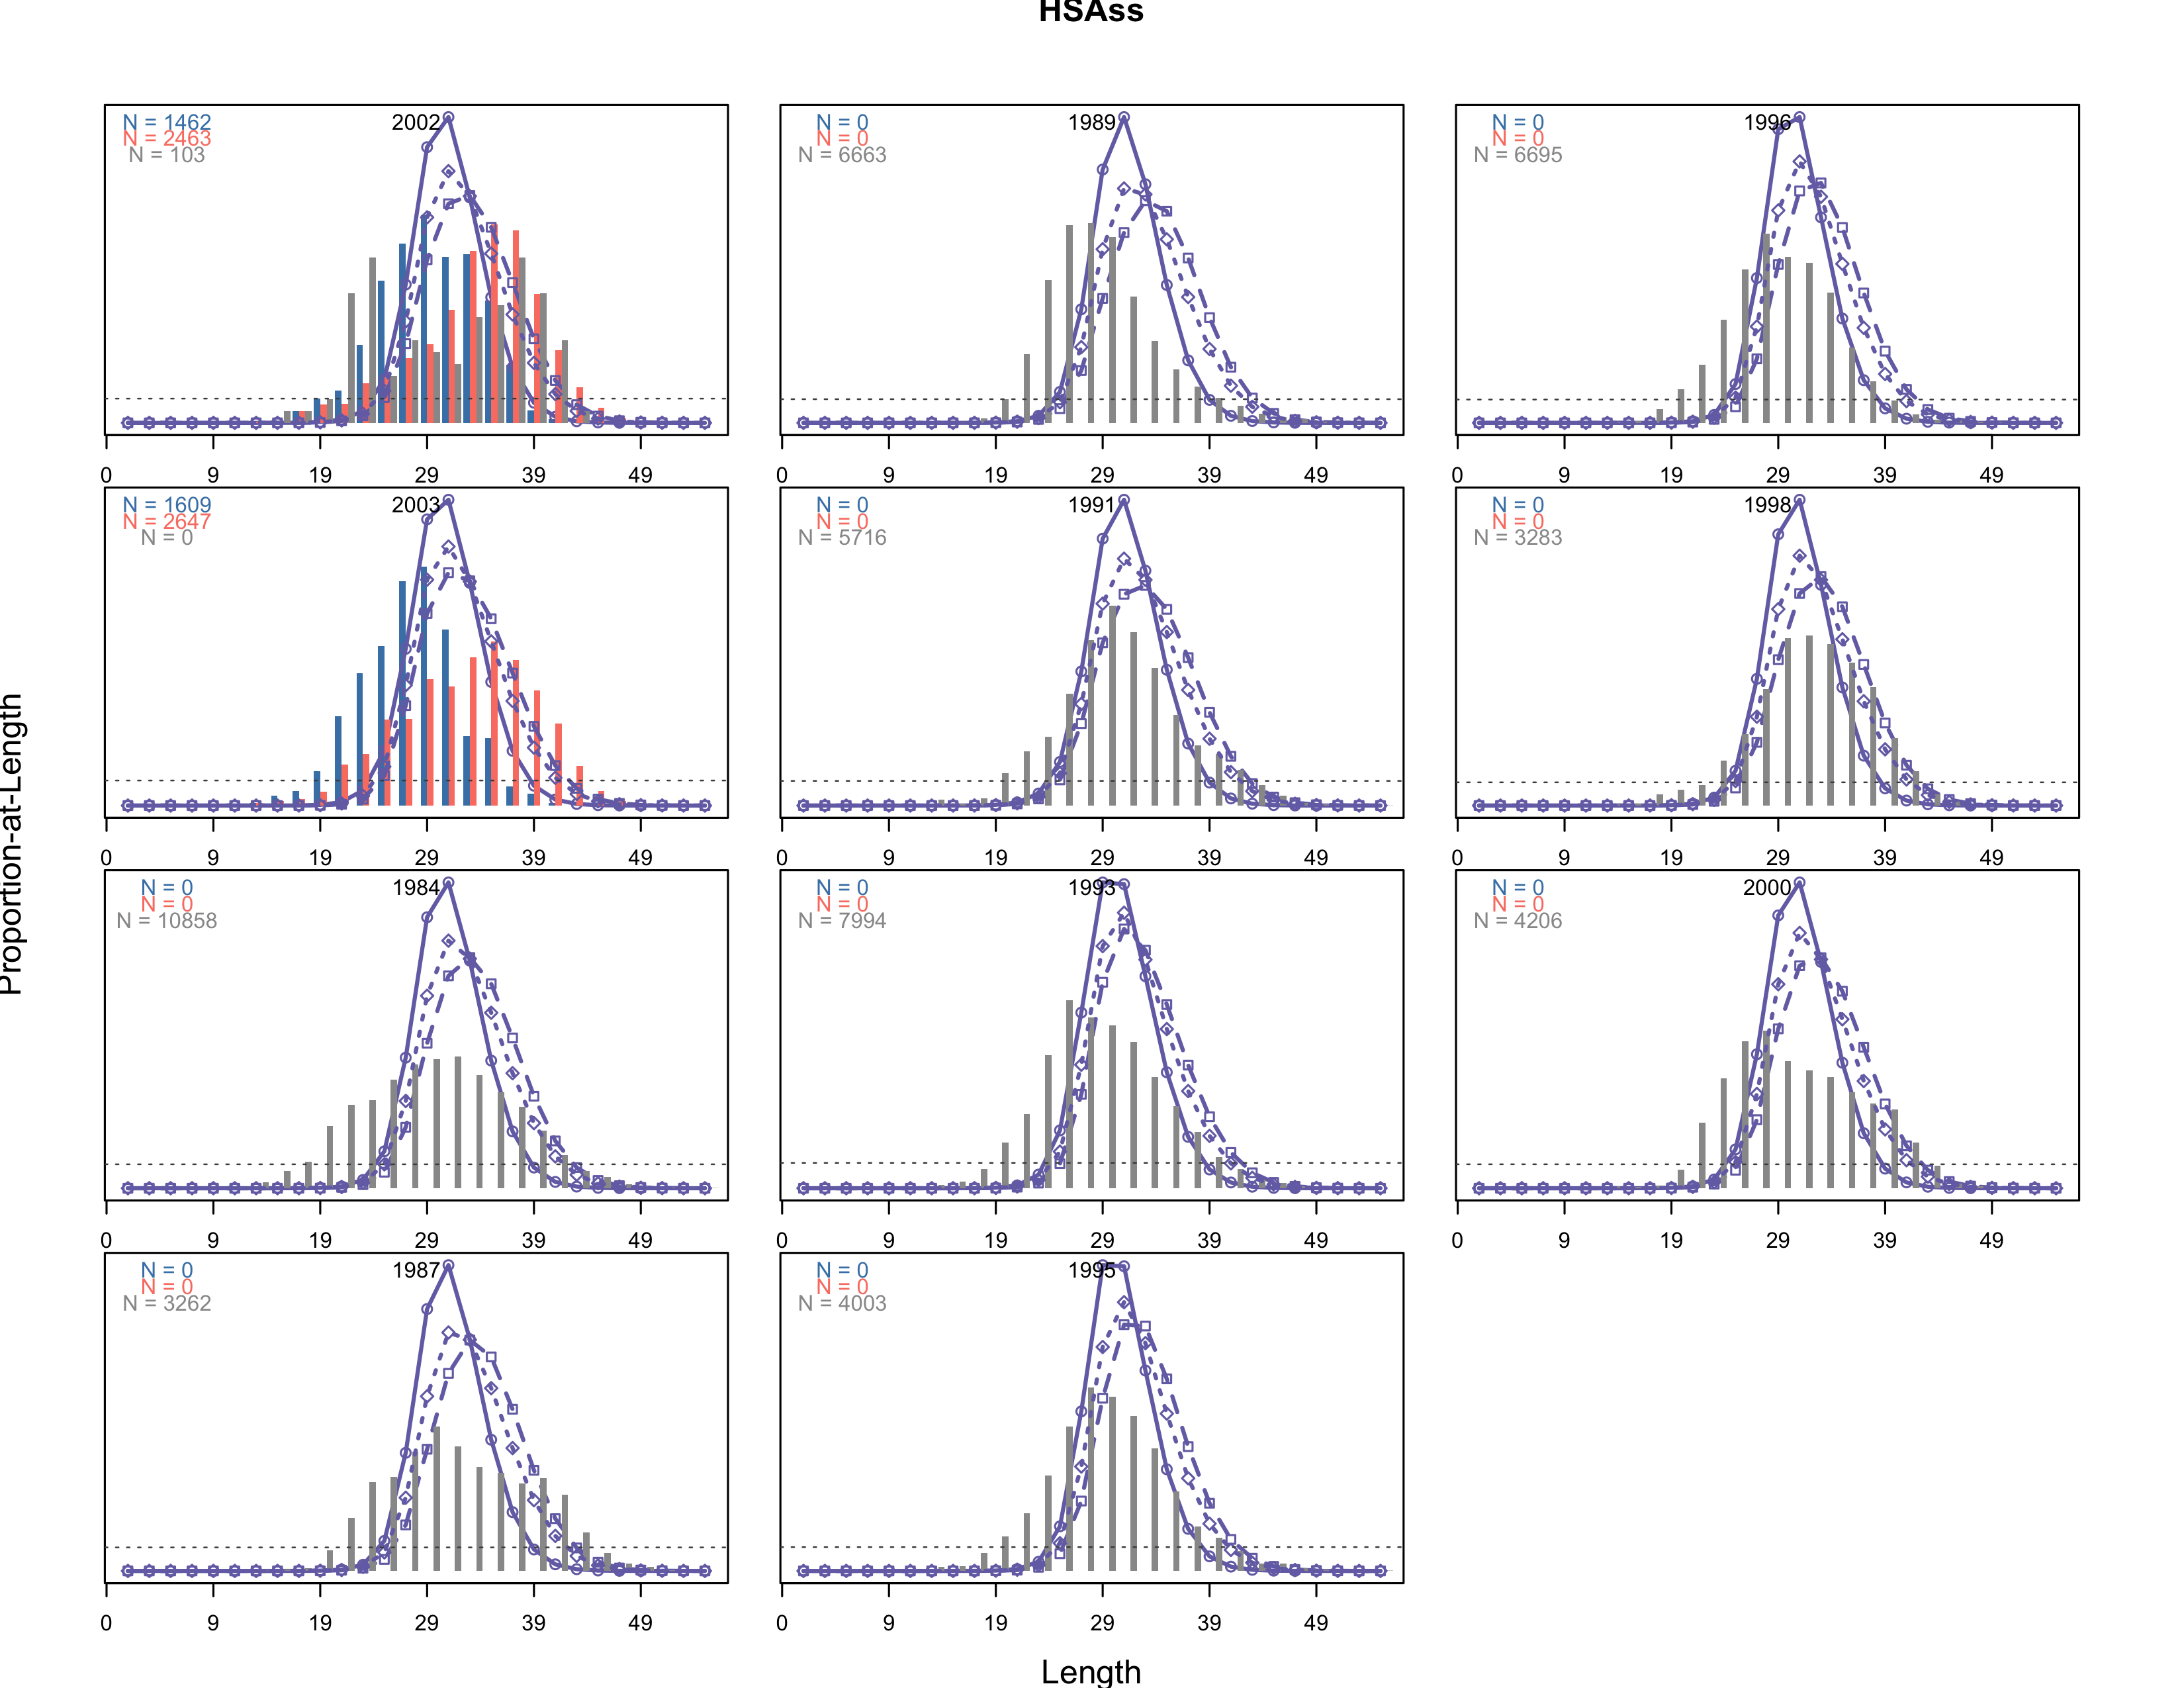 HSAss
N = 1462
N = 2463
N = 103
2002
0 9 19 29 39 49
N = 0
N = 0
N = 6663
1989
0 9 19 29 39 49
N = 0
N = 0
N = 6695
1996
0 9 19 29 39 49
N = 1609
N = 2647
N = 0
2003
0 9 19 29 39 49
N = 0
N = 0
N = 5716
1991
0 9 19 29 39 49
N = 0
N = 0
N = 3283
1998
0 9 19 29 39 49
N = 0
N = 0
N = 10858
1984
0 9 19 29 39 49
N = 0
N = 0
N = 7994
1993
0 9 19 29 39 49
N = 0
N = 0
N = 4206
2000
0 9 19 29 39 49
N = 0
N = 0
N = 3262
1987
0 9 19 29 39 49
N = 0
N = 0
N = 4003
1995
0 9 19 29 39 49
Proportion-at-Length
Length